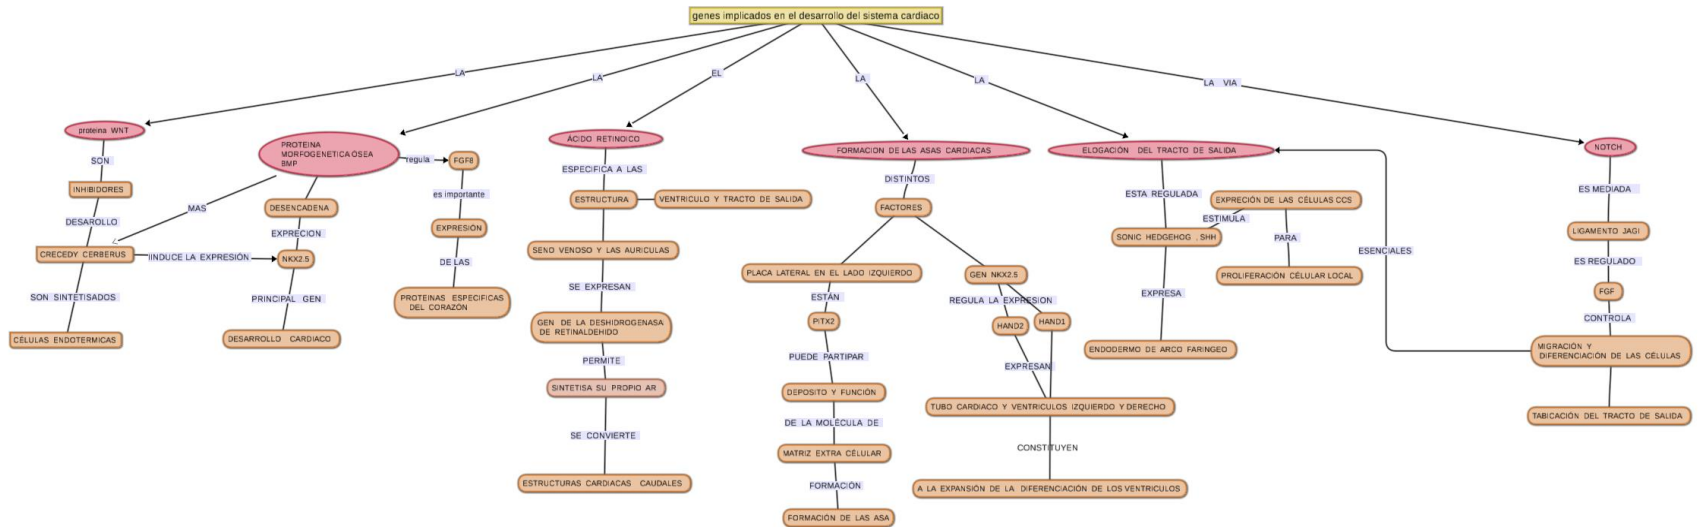 genes implicados en el desarrollo del sistema cardiaco
LA
LA
EL
LA
LA
LA VIA
proteina WNT
SON
INHIBIDORES
DESAROLLO
CRECEDY CERBERUS
SON SINTETISADOS
CÉLULAS ENDOTERMICAS
IINDUCE LA EXPRESIÓN
PROTEINA
MORFOGENETICA ÓSEA
BMP
MAS
DESENCADENA
EXPRECION
NKX2.5
PRINCIPAL GEN
DESARROLLO CARDIACO
regula
FGF8
es importante
EXPRESIÓN
DE LAS
PROTEINAS ESPECIFICAS
DEL CORAZÓN
ÁCIDO RETINOICO
ESPECIFICA A LAS
ESTRUCTURA
VENTRICULO Y TRACTO DE SALIDA
SENO VENOSO Y LAS AURICULAS
SE EXPRESAN
GEN DE LA DESHIDROGENASA
DE RETINALDEHIDO
PERMITE
SINTETISA SU PROPIO AR
SE CONVIERTE
ESTRUCTURAS CARDIACAS CAUDALES
FORMACION DE LAS ASAS CARDIACAS
DISTINTOS
FACTORES
PLACA LATERAL EN EL LADO IZQUIERDO
ESTÁN
PITX2
PUEDE PARTIPAR
DEPOSITO Y FUNCIÓN
DE LA MOLÉCULA DE
MATRIZ EXTRA CÉLULAR
FORMACIÓN
FORMACIÓN DE LAS ASA
GEN NKX2.5
REGULA LA EXPRESION
HAND2
HAND1
EXPRESAN
TUBO CARDIACO Y VENTRICULOS IZQUIERDO Y DERECHO
CONSTITUYEN
A LA EXPANSIÓN DE LA DIFERENCIACIÓN DE LOS VENTRICULOS
ELOGACIÓN DEL TRACTO DE SALIDA
ESTA REGULADA
SONIC HEDGEHOG , SHH
ESTIMULA
EXPRECIÓN DE LAS CÉLULAS CCS
PARA
PROLIFERACIÓN CÉLULAR LOCAL
EXPRESA
ENDODERMO DE ARCO FARINGEO
ESENCIALES
NOTCH
ES MEDIADA
LIGAMENTO JAGI
ES REGULADO
FGF
CONTROLA
MIGRACIÓN Y
DIFERENCIACIÓN DE LAS CÉLULAS
TABICACIÓN DEL TRACTO DE SALIDA